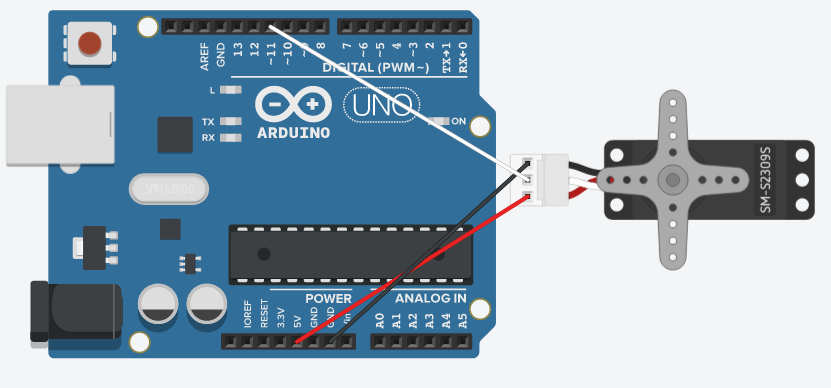 AREF
GND
13
12
~11
~10
8
7
~6
~5
4
~3
2
TX→1
RX←0
DIGITAL (PWM ~)
L
TX
RX
UNO
ON
ARDUINO
SM-S2309S
POWER
ANALOG IN
IOREF
RESET
3.3V
5V
GND
GND
A0
A1
A2
A3
A4
A5